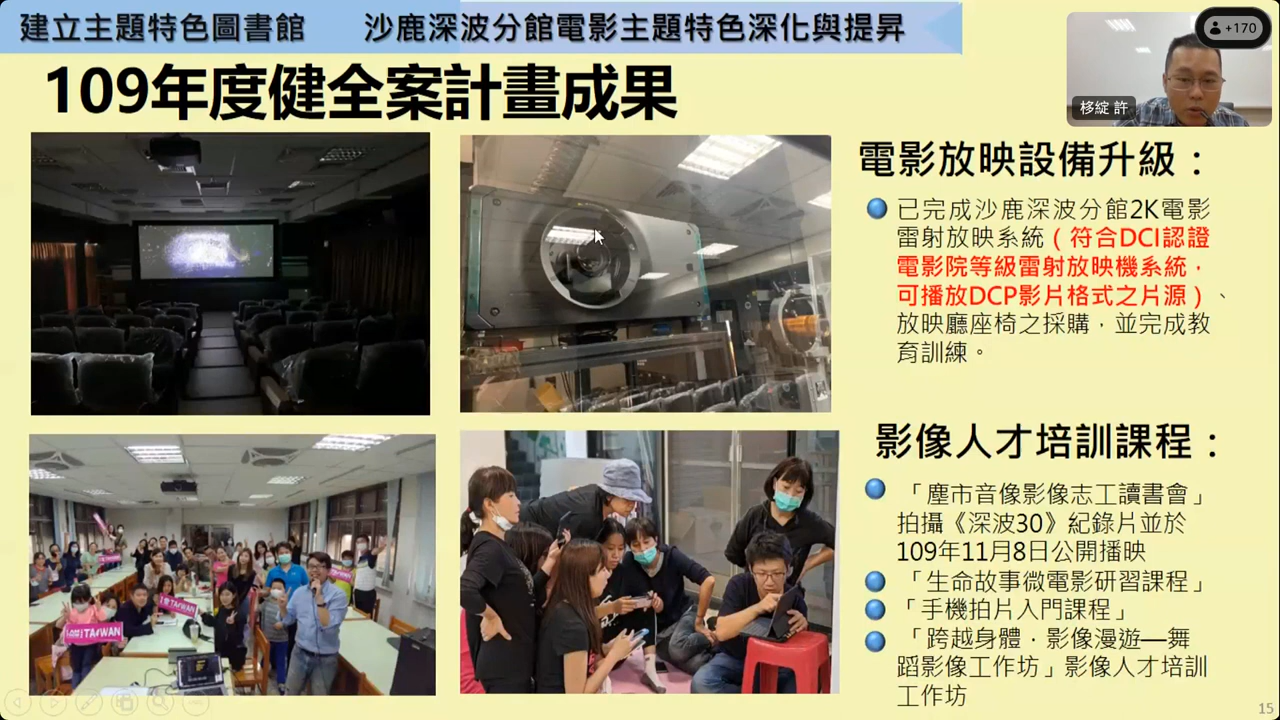 建立主題特色圖書館 沙鹿深波分館電影主題特色深化與提昇
+170
移綻 許
109年度健全案計畫成果
電影放映設備升級：
已完成沙鹿深波分館2K電影
雷射放映系統（符合DCI認證
電影院等級雷射放映機系統，
可播放DCP影片格式之片源）、
放映廳座椅之採購，並完成教
育訓練。
影像人才培訓課程：
「塵市音像影像志工讀書會」
拍攝《深波30》紀錄片並於
109年11月8日公開播映
「生命故事微電影研習課程」
「手機拍片入門課程」
「跨越身體．影像漫遊──舞
蹈影像工作坊」影像人才培訓
工作坊
TAIWAN
TAIWAN
15